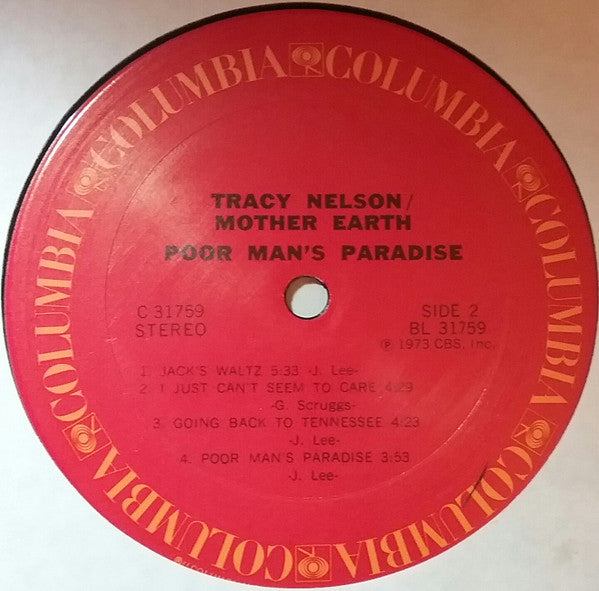 COLUMBIA COLUMBIA COLUMBIA COLUMBIA COLUMBIA COLUMBIA
TRACY NELSON/
MOTHER EARTH
POOR MAN'S PARADISE
C 31759
STEREO
SIDE 2
BL 31759
Ⓟ 1973 CBS, Inc.
1. JACK'S WALTZ 5:33 -J. Lee-
2. I JUST CAN'T SEEM TO CARE 4:29
-G. Scruggs-
3. GOING BACK TO TENNESSEE 4:23
-J. Lee-
4. POOR MAN'S PARADISE 3:53
-J. Lee-